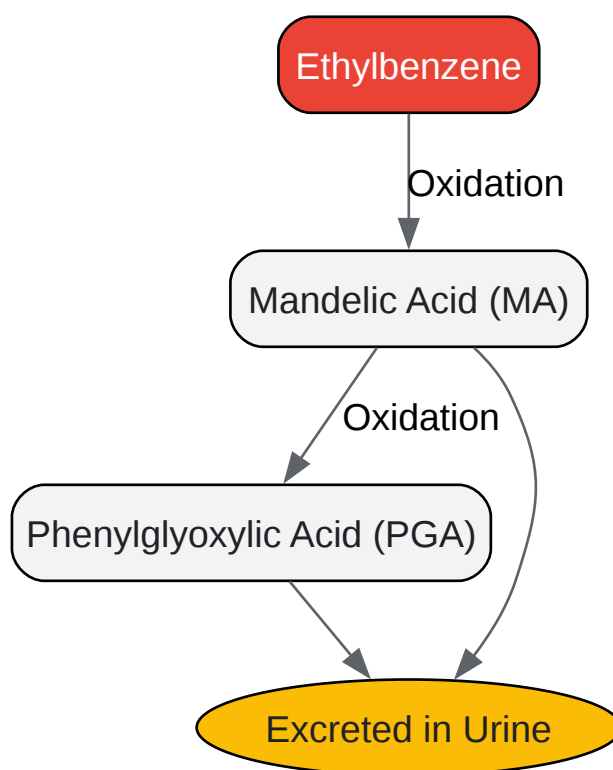 Ethylbenzene
Oxidation
Mandelic Acid (MA)
Oxidation
Phenylglyoxylic Acid (PGA)
Excreted in Urine